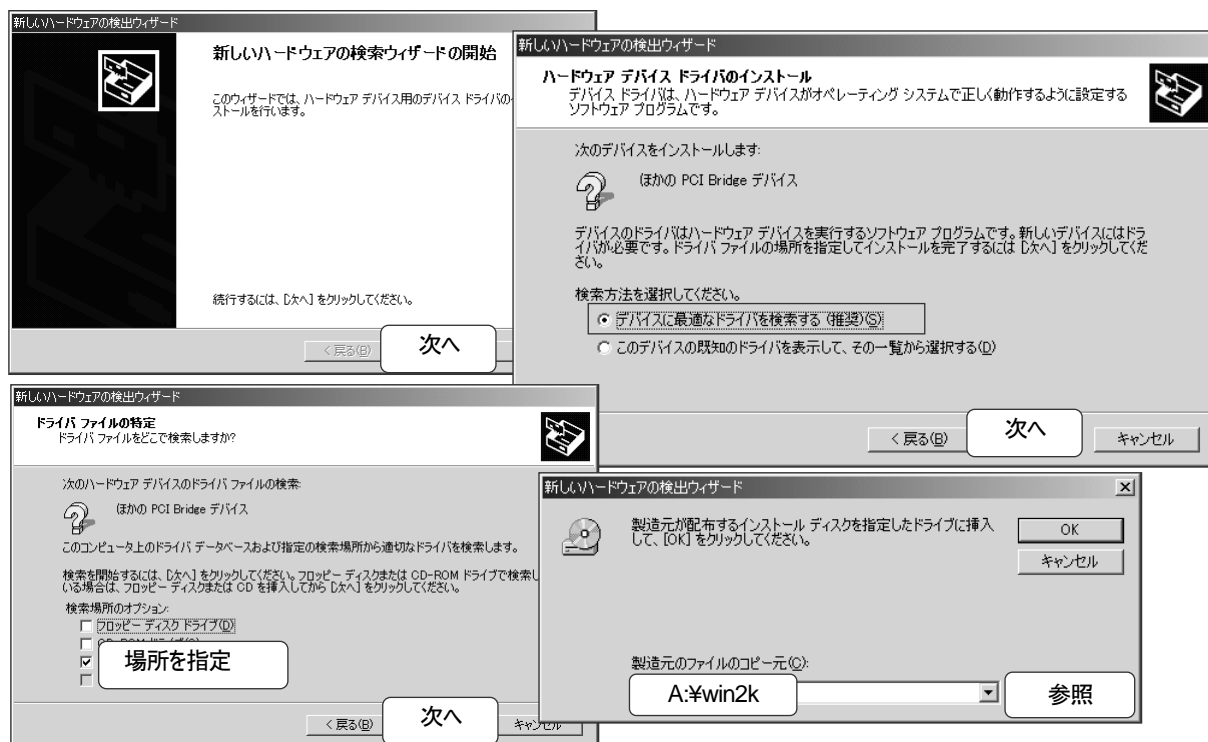 新しいハードウェアの検出ウィザード
新しいハードウェアの検索ウィザードの開始
このウィザードでは、ハードウェア デバイス用のデバイス ドライバの
ストールを行います。
続行するには、[次へ] をクリックしてください。
< 戻る(B)
次へ
新しいハードウェアの検出ウィザード
ハードウェア デバイス ドライバのインストール
デバイス ドライバは、ハードウェア デバイスがオペレーティング システムで正しく動作するように設定する
ソフトウェア プログラムです。
次のデバイスをインストールします:
ほかの PCI Bridge デバイス
デバイスのドライバはハードウェア デバイスを実行するソフトウェア プログラムです。新しいデバイスにはドラ
イバが必要です。ドライバ ファイルの場所を指定してインストールを完了するには [次へ] をクリックしてくだ
さい。
検索方法を選択してください。
デバイスに最適なドライバを検索する (推奨)(S)
このデバイスの既知のドライバを表示して、その一覧から選択する(D)
< 戻る(B)
次へ
キャンセル
新しいハードウェアの検出ウィザード
ドライバ ファイルの特定
ドライバ ファイルをどこで検索しますか?
次のハードウェア デバイスのドライバ ファイルの検索:
ほかの PCI Bridge デバイス
このコンピュータ上のドライバ データベースおよび指定の検索場所から適切なドライバを検索します。
検索を開始するには、[次へ] をクリックしてください。フロッピー ディスクまたは CD-ROM ドライブで検索し
いる場合は、フロッピー ディスクまたは CD を挿入してから [次へ] をクリックしてください。
検索場所のオプション:
フロッピー ディスク ドライブ(D)
場所を指定
< 戻る(B)
次へ
キャンセル
新しいハードウェアの検出ウィザード
製造元が配布するインストール ディスクを指定したドライブに挿入
して、[OK] をクリックしてください。
OK
キャンセル
製造元のファイルのコピー元(C):
A:¥win2k
参照